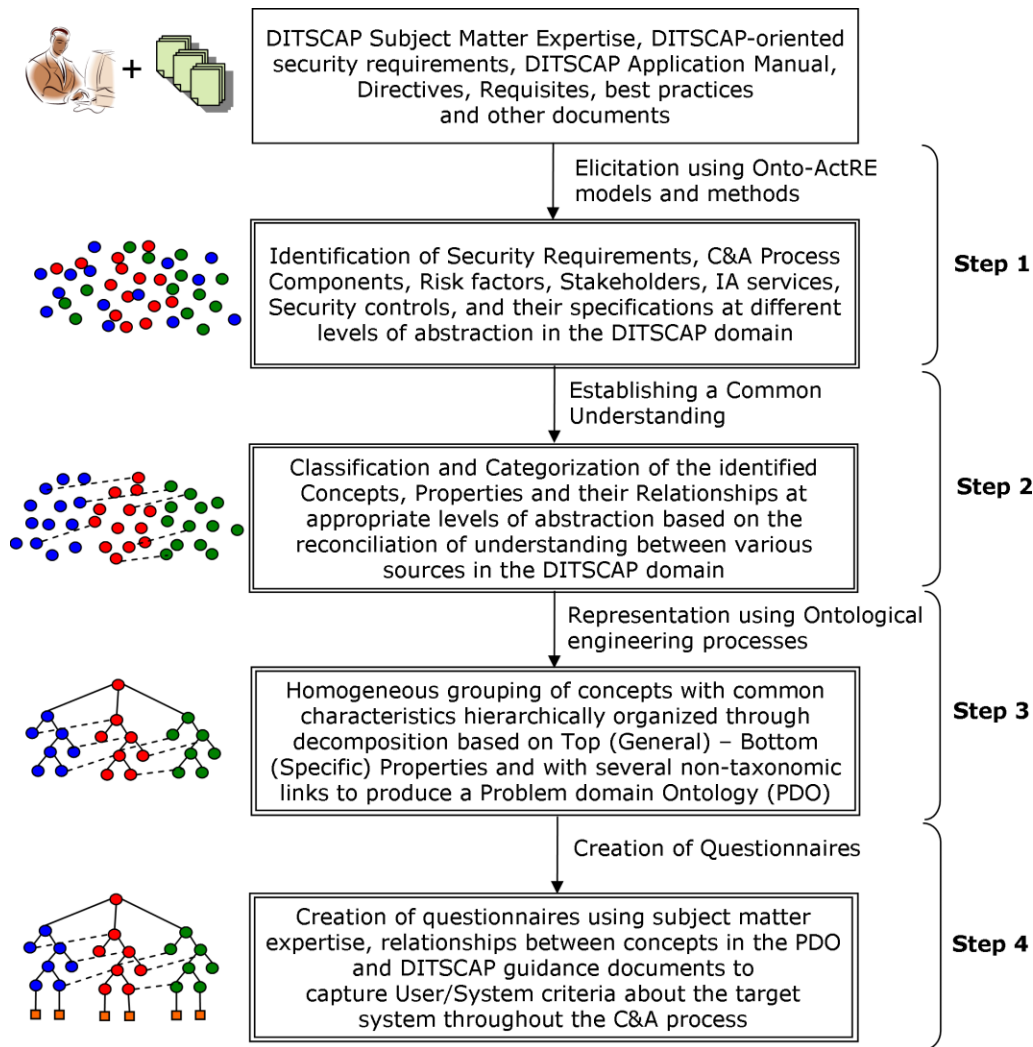 DITSCAP Subject Matter Expertise, DITSCAP-oriented
security requirements, DITSCAP Application Manual,
Directives, Requisites, best practices
and other documents
+
Elicitation using Onto-ActRE
models and methods
Step 1
Identification of Security Requirements, C&A Process
Components, Risk factors, Stakeholders, IA services,
Security controls, and their specifications at different
levels of abstraction in the DITSCAP domain
Establishing a Common
Understanding
Step 2
Classification and Categorization of the identified
Concepts, Properties and their Relationships at
appropriate levels of abstraction based on the
reconciliation of understanding between various
sources in the DITSCAP domain
Representation using Ontological
engineering processes
Step 3
Homogeneous grouping of concepts with common
characteristics hierarchically organized through
decomposition based on Top (General) – Bottom
(Specific) Properties and with several non-taxonomic
links to produce a Problem domain Ontology (PDO)
Creation of Questionnaires
Step 4
Creation of questionnaires using subject matter
expertise, relationships between concepts in the PDO
and DITSCAP guidance documents to
capture User/System criteria about the target
system throughout the C&A process